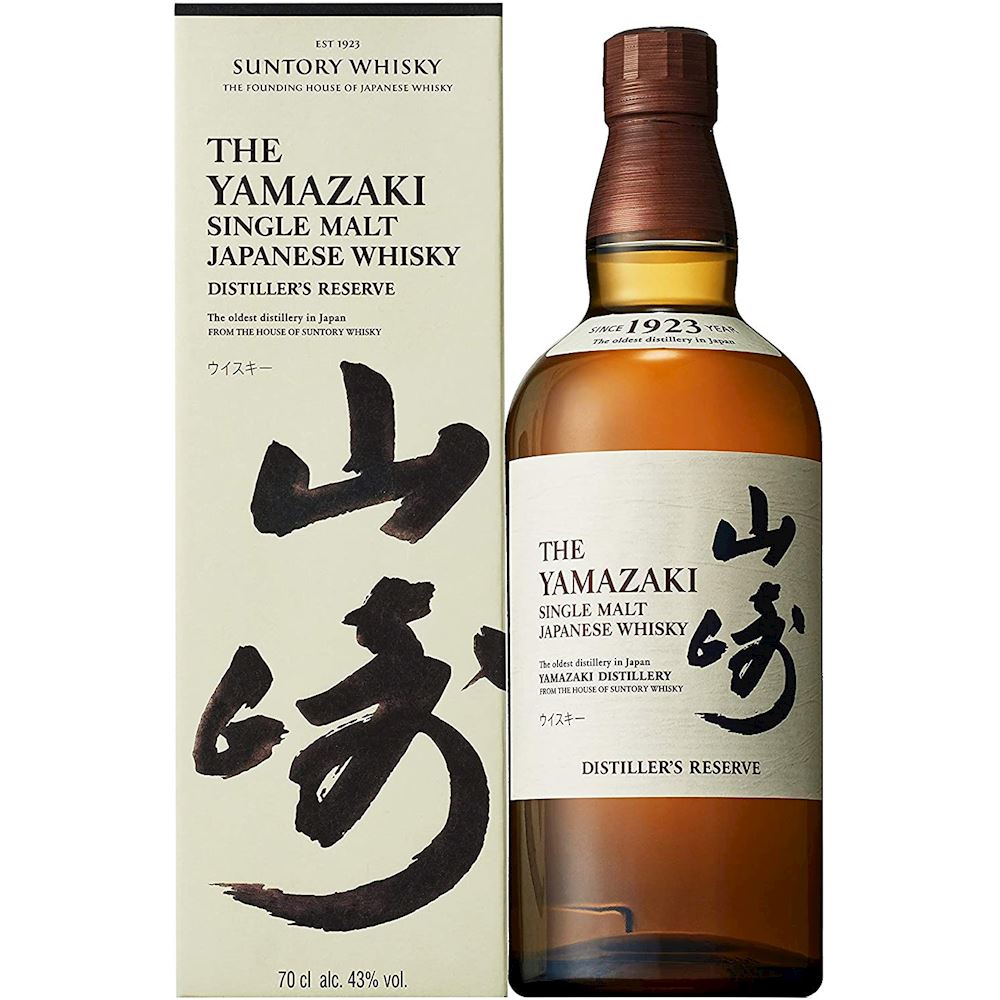 EST 1923
SUNTORY WHISKY
THE FOUNDING HOUSE OF JAPANESE WHISKY
THE
YAMAZAKI
SINGLE MALT
JAPANESE WHISKY
DISTILLER'S RESERVE
The oldest distillery in Japan
FROM THE HOUSE OF SUNTORY WHISKY
ウイスキー
山
崎
70 cl alc. 43% vol.
SINCE 1923 YEAR
The oldest distillery in Japan
THE
YAMAZAKI
SINGLE MALT
JAPANESE WHISKY
The oldest distillery in Japan
YAMAZAKI DISTILLERY
FROM THE HOUSE OF SUNTORY WHISKY
ウイスキー
山
崎
DISTILLER'S RESERVE